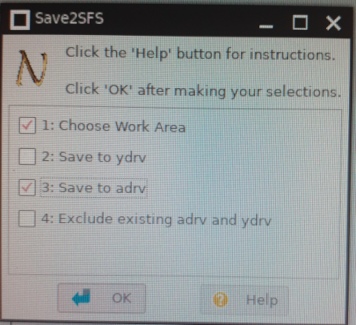 Save2SFS
Click the 'Help' button for instructions.
N
Click 'OK' after making your selections.
1: Choose Work Area
2: Save to ydrv
3: Save to adrv
4: Exclude existing adrv and ydrv
OK
Help